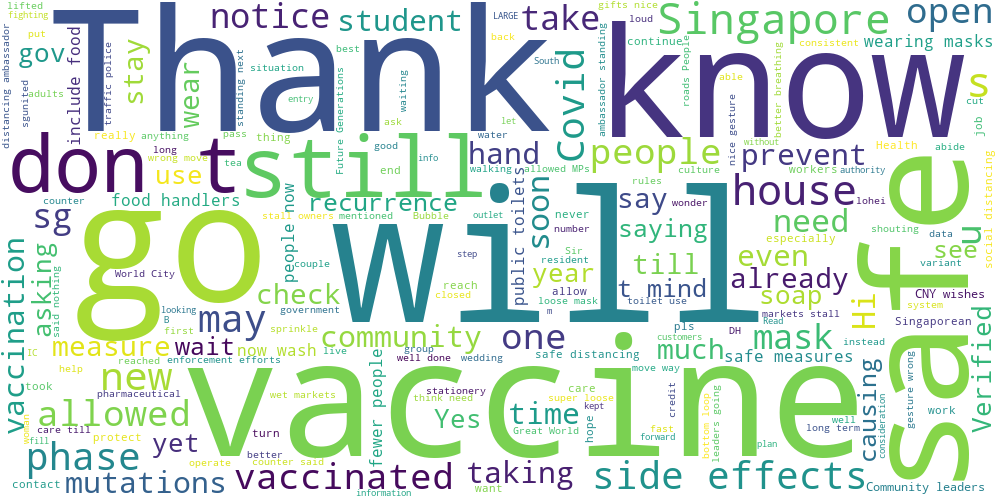 Thank
know
will
go
vaccine
safe
still
don t
Singapore
open
wearing masks
notice
student
take
gov
stay
include food
wear
Covid
people
prevent
hand
house
recurrence
say
saying
need
soon
use
food handlers
sg
vaccination
asking
check
measure
may
wait
community
one
year
till
t mind
even
already
soap
see
u
s
Hi
mask
much
safe measures
Verified
causing
new
allowed
phase
yet
mutations
vaccinated
taking
side effects
time
Yes
fewer people
now wash
people now
public toilets
CNY wishes
Singaporean
Community leaders
lifted
fighting
put
adults
sgunited
distancing ambassador
traffic police
standing next
situation
entry
best
back
LARGE
South
let
ask
waiting
Future Generations
gifts nice
loud
continue
consistent
roads People
ambassador standing
able
nice gesture
better breathing
cut
job
abide
Health
without
workers
authority
culture
rules
wonder
lohei
shouting
data
variant
system
especially
social distancing
really
anything
pass
thing
wrong move
long
tea
counter
good
info
end
water
walking
allowed MPs
stall owners
mentioned
Bubble
outlet
never
number
Sir
resident
allow
loose mask
toilet use
m
step
reach
closed
couple
government
World City
looking
B
first
sprinkle
said nothing
IC
help
took
reached
enforcement efforts
live
group
well done
wedding
safe distancing
move way
pls
customers
DH
Read
markets stall
instead
pharmaceutical
care till
woman
fill
protect
contact
operate
turn
better
counter said
wet markets
information
stationery
think need
want
super loose
care
kept
Great World
hope
credit
fast
forward
bottom loop
leaders going
plan
well
long term
consideration
gesture wrong
work